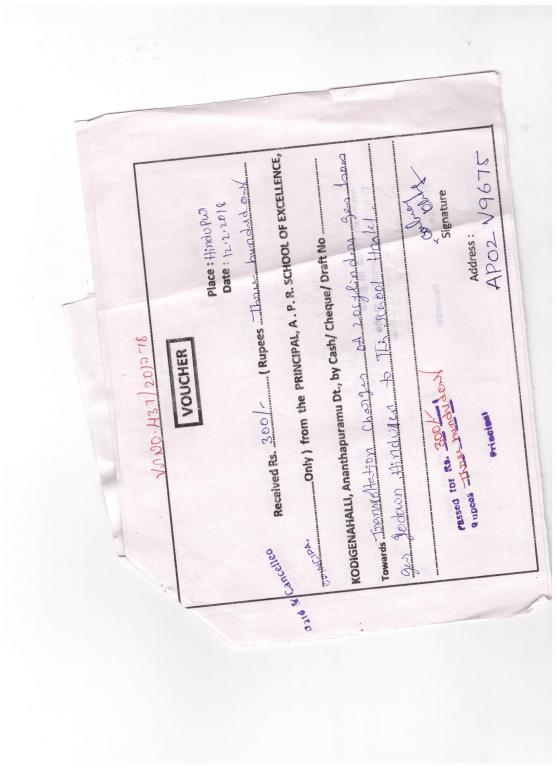 V.NO.437/2017-18
VOUCHER
Place : Hindupur
Date : 12-2-2018
Received Rs. 300/- ( Rupees Three hundred only
Only ) from the PRINCIPAL, A . P. R. SCHOOL OF EXCELLENCE,
KODIGENAHALLI, Ananthapuramu Dt., by Cash/ Cheque/ Draft No
Towards Transpotation Charges of 20 cylinders gas from
gas Godown Hindupur to The School Hostel
Signature
Address :
AP02 V9675
Passed for Rs. 300/-
Rupees Three hundred only
Principal
Paid & Cancelled
PRINCIPA.